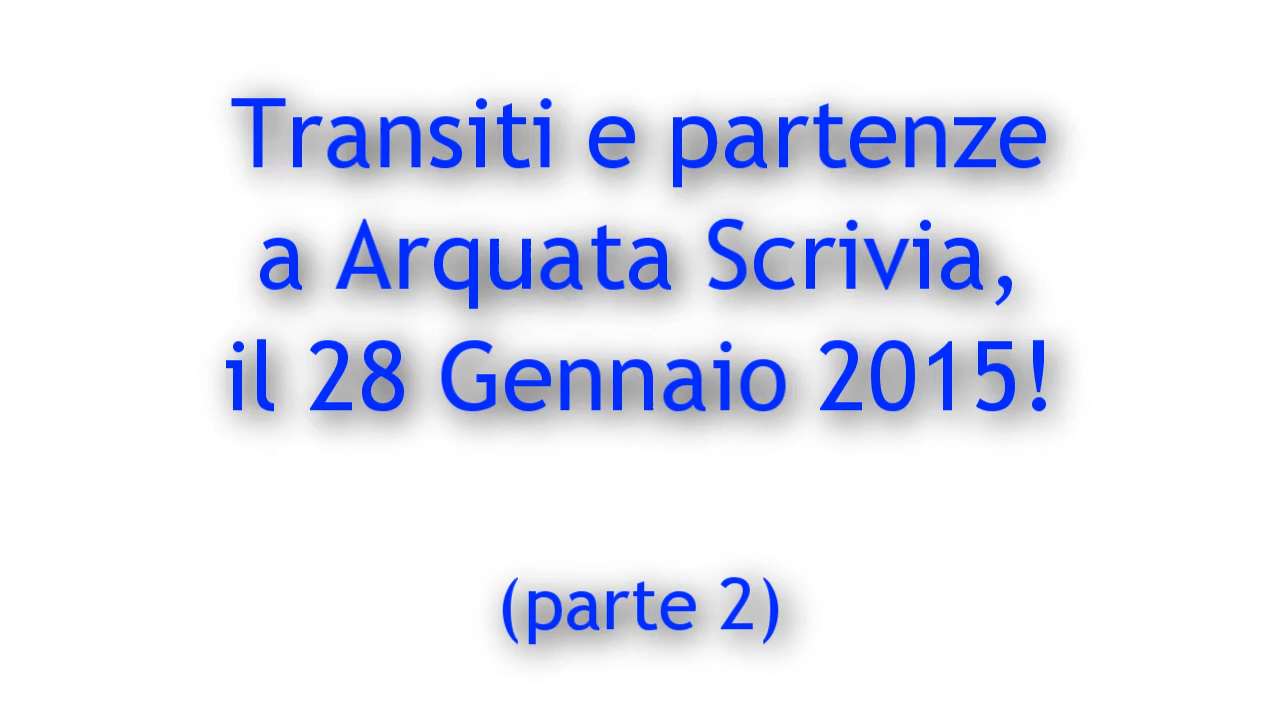 Transiti e partenze
a Arquata Scrivia,
il 28 Gennaio 2015!
(parte 2)